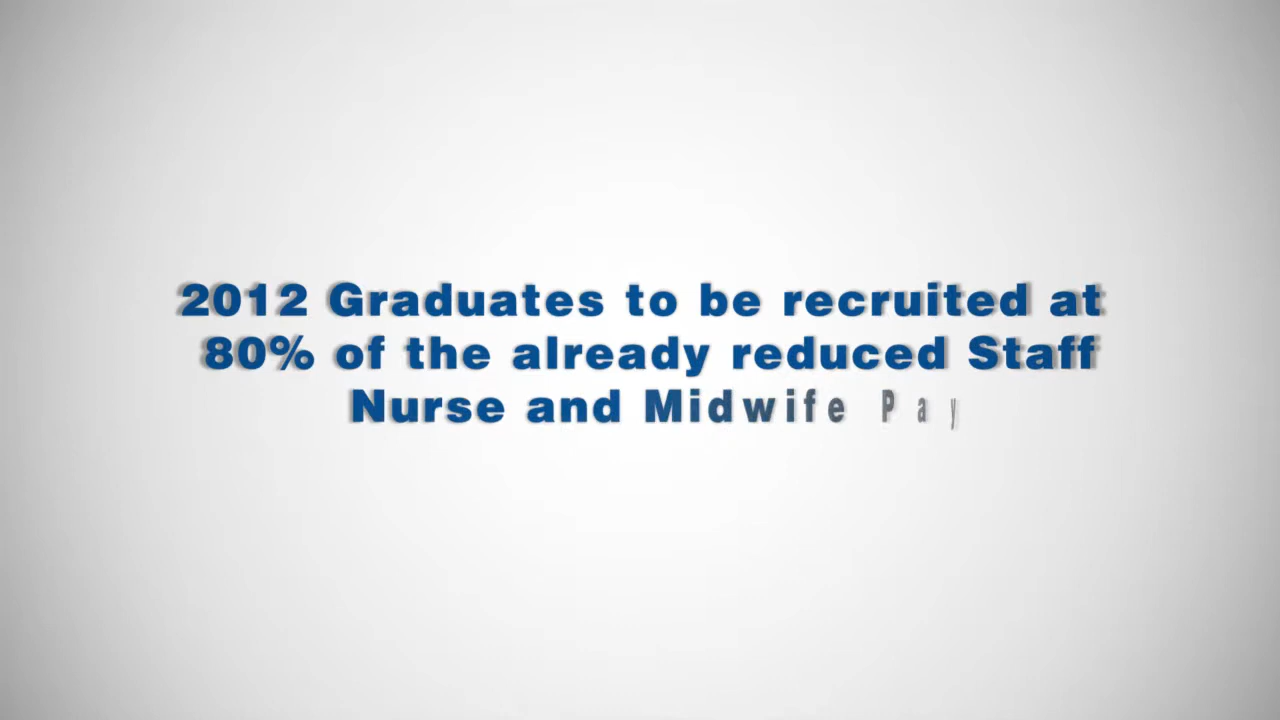 2012 Graduates to be recruited at
80% of the already reduced Staff
Nurse and Midwife Pay